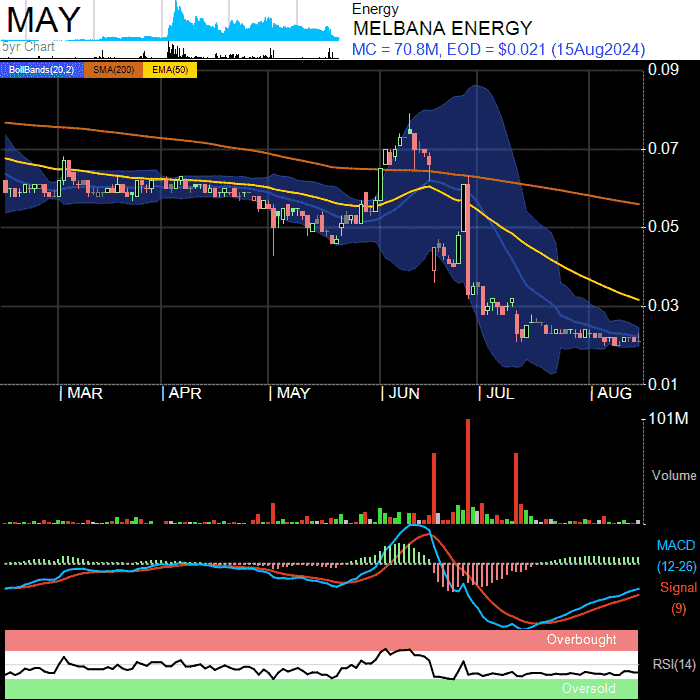 MAY
5yr Chart
Energy
MELBANA ENERGY
MC = 70.8M, EOD = $0.021 (15Aug2024)
BollBands(20,2) SMA(200) EMA(50)
0.09
0.07
0.05
0.03
0.01
MAR APR MAY JUN JUL AUG
101M
Volume
MACD
(12-26)
Signal
(9)
Overbought
RSI(14)
Oversold